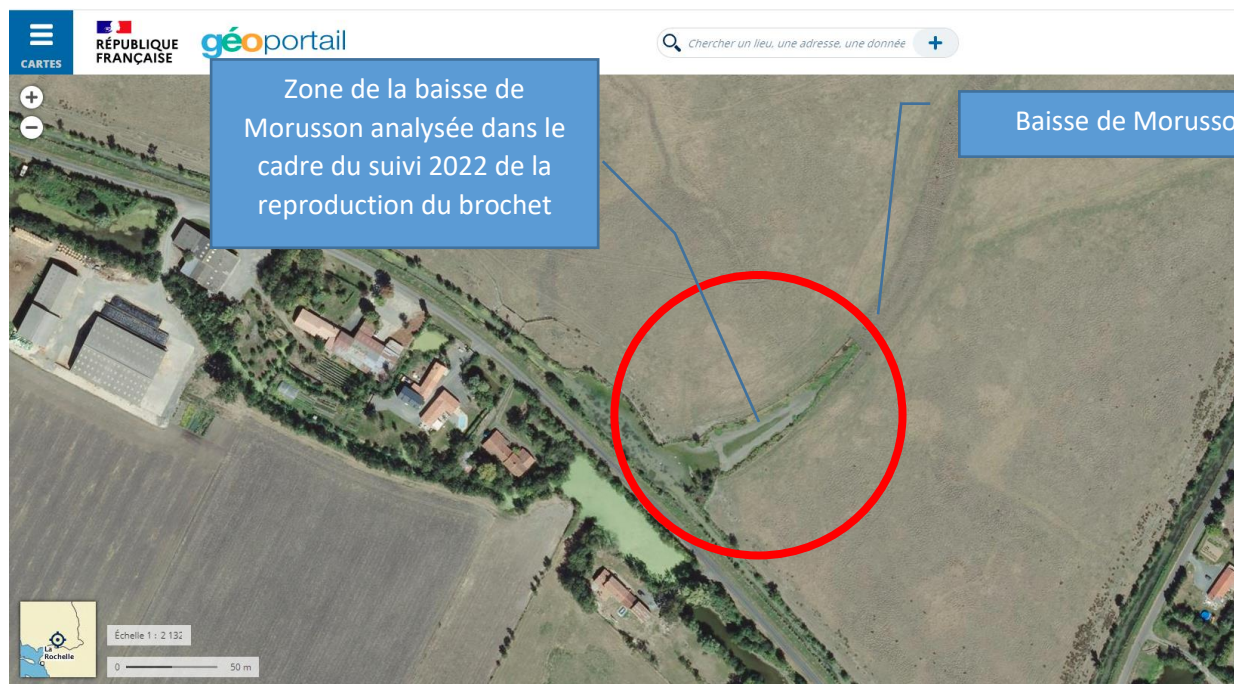 CARTES
RÉPUBLIQUE
FRANÇAISE
géoportail
Chercher un lieu, une adresse, une donnée
Zone de la baisse de
Morusson analysée dans le
cadre du suivi 2022 de la
reproduction du brochet
Baisse de Morusso
La
Rochelle
Échelle 1 : 2 132
0
50 m